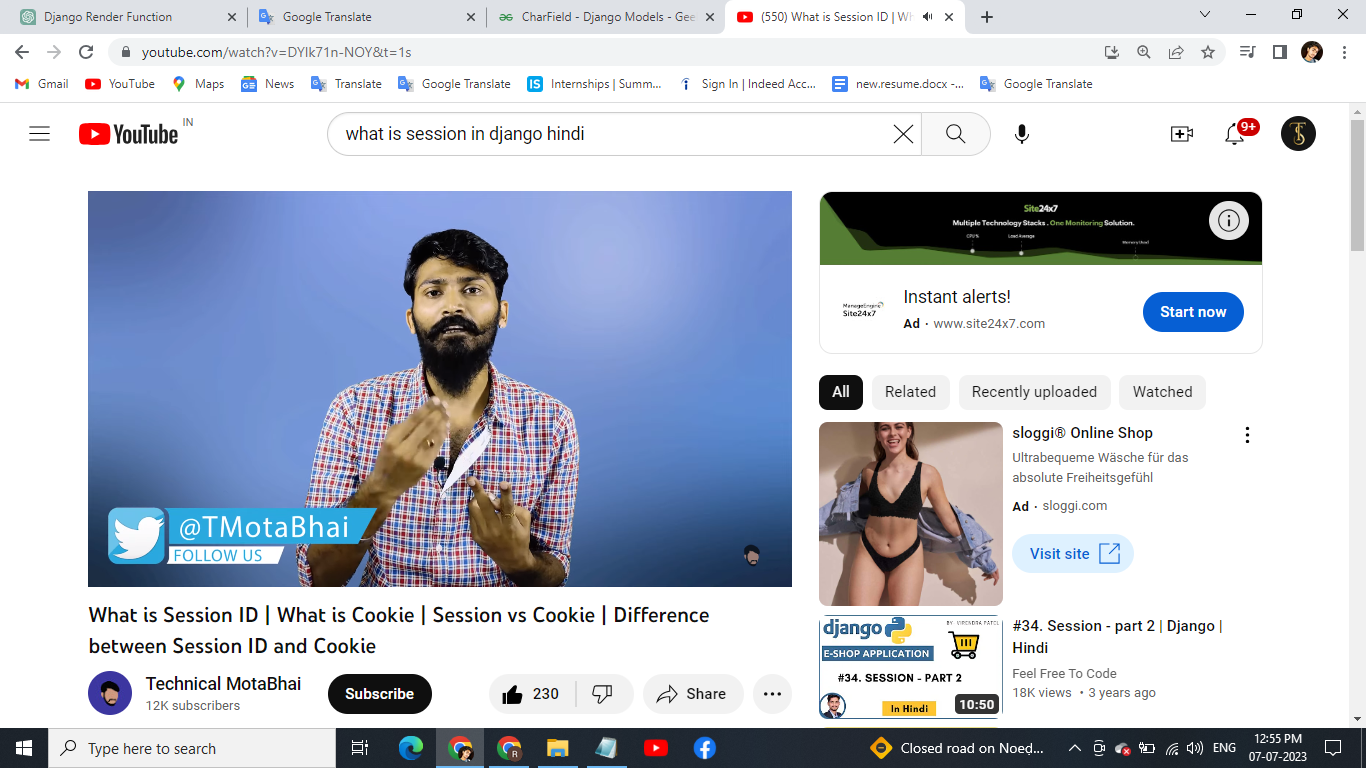 Django Render Function
Google Translate
CharField - Django Models - Gee
(550) What is Session ID | Wh
youtube.com/watch?v=DYlk71n-NOY&t=1s
Gmail
YouTube
Maps
News
Translate
Google Translate
Internships | Summ...
Sign In | Indeed Acc...
new.resume.docx -...
Google Translate
YouTube IN
what is session in django hindi
9+
@TMotaBhai
FOLLOW US
What is Session ID | What is Cookie | Session vs Cookie | Difference
between Session ID and Cookie
Technical MotaBhai
12K subscribers
Subscribe
230
Share
Site24x7
Multiple Technology Stacks . One Monitoring Solution.
CPU %
Load Average
ManageEngine
Site24x7
Instant alerts!
Ad · www.site24x7.com
Start now
All
Related
Recently uploaded
Watched
sloggi® Online Shop
Ultrabequeme Wäsche für das
absolute Freiheitsgefühl
Ad · sloggi.com
Visit site
django
BY VIRENDRA PATEL
E-SHOP APPLICATION
#34. SESSION - PART 2
In Hindi
10:50
#34. Session - part 2 | Django |
Hindi
Feel Free To Code
18K views • 3 years ago
Type here to search
Closed road on Noed...
ENG
12:55 PM
07-07-2023